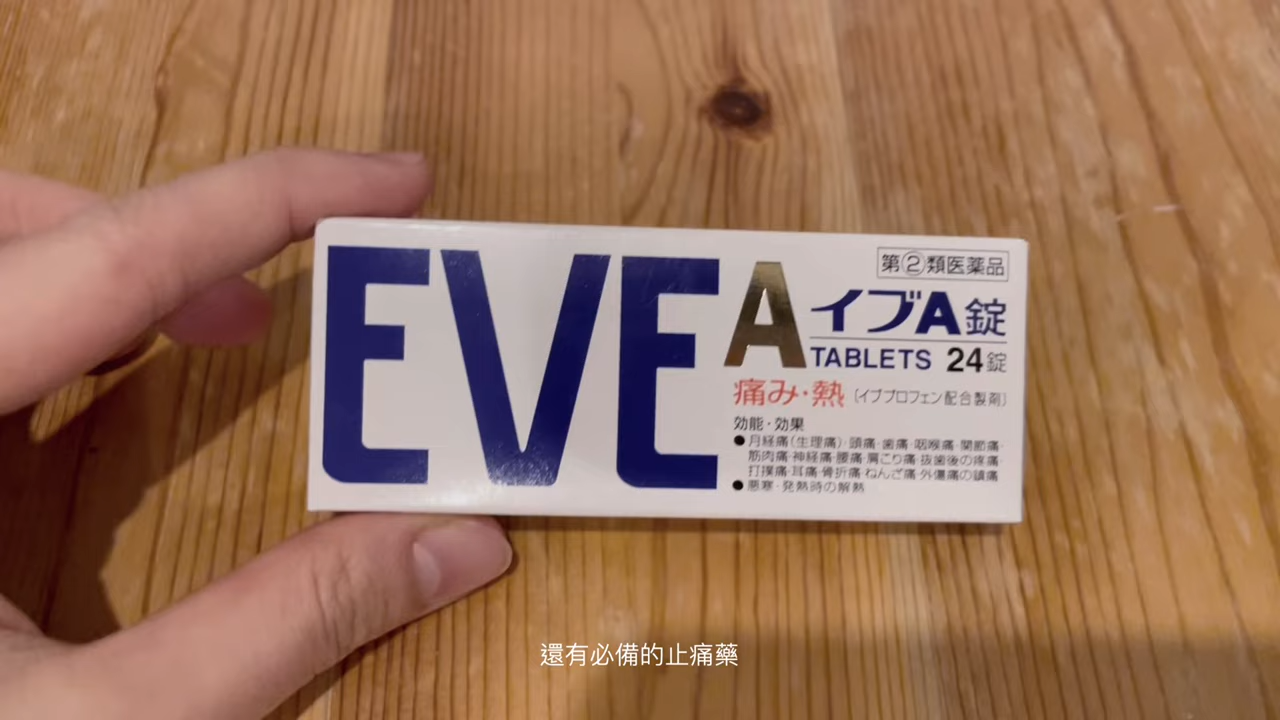 EVE A
第②類医薬品
イブA錠
TABLETS 24錠
痛み・熱 〔イブプロフェン配合製剤〕
効能・効果
●月経痛(生理痛)・頭痛・歯痛・咽喉痛・関節痛・
筋肉痛・神経痛・腰痛・肩こり痛・抜歯後の疼痛・
打撲痛・耳痛・骨折痛・ねんざ痛・外傷痛の鎮痛
●悪寒・発熱時の解熱
還有必備的止痛藥